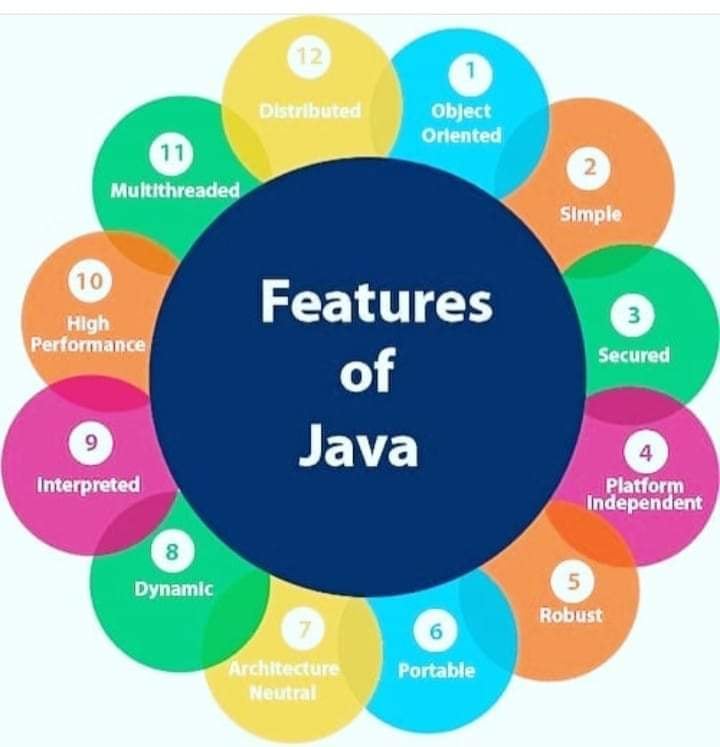 Features
of
Java
1
Object
Oriented
2
Simple
3
Secured
4
Platform
Independent
5
Robust
6
Portable
7
Architecture
Neutral
8
Dynamic
9
Interpreted
10
High
Performance
11
Multithreaded
12
Distributed